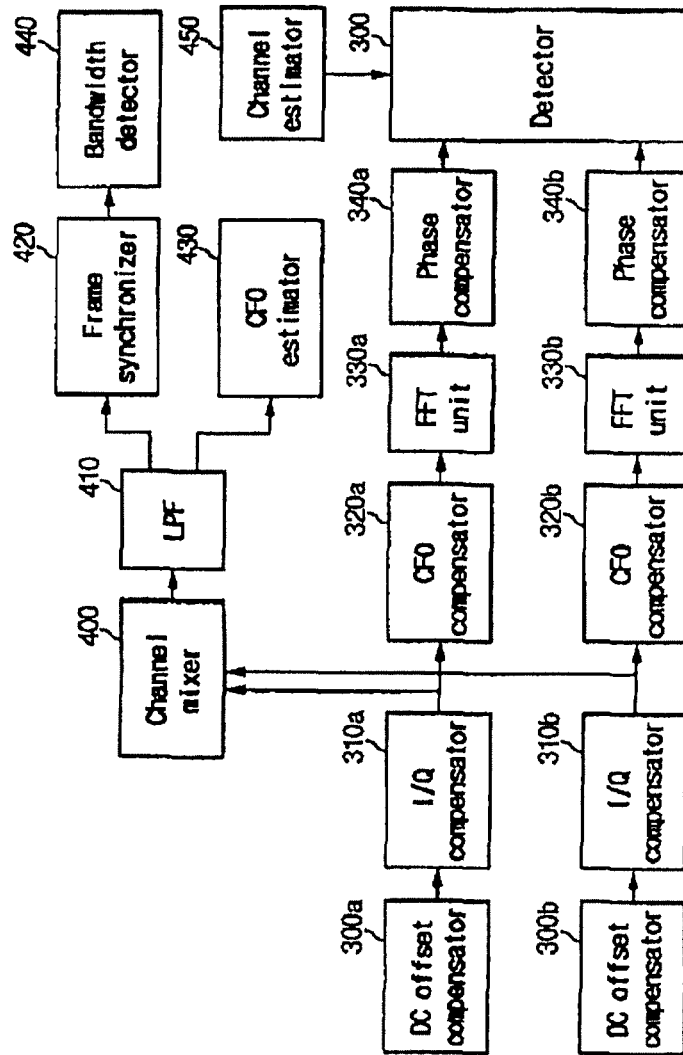 440
Bandwidth
detector
450
Channel
estimator
300
Detector
420
Frame
synchronizer
430
CFO
estimator
340a
Phase
compensator
340b
Phase
compensator
330a
FFT
unit
330b
FFT
unit
410
LPF
320a
CFO
compensator
320b
CFO
compensator
400
Channel
mixer
310a
I/Q
compensator
310b
I/Q
compensator
300a
DC offset
compensator
300b
DC offset
compensator